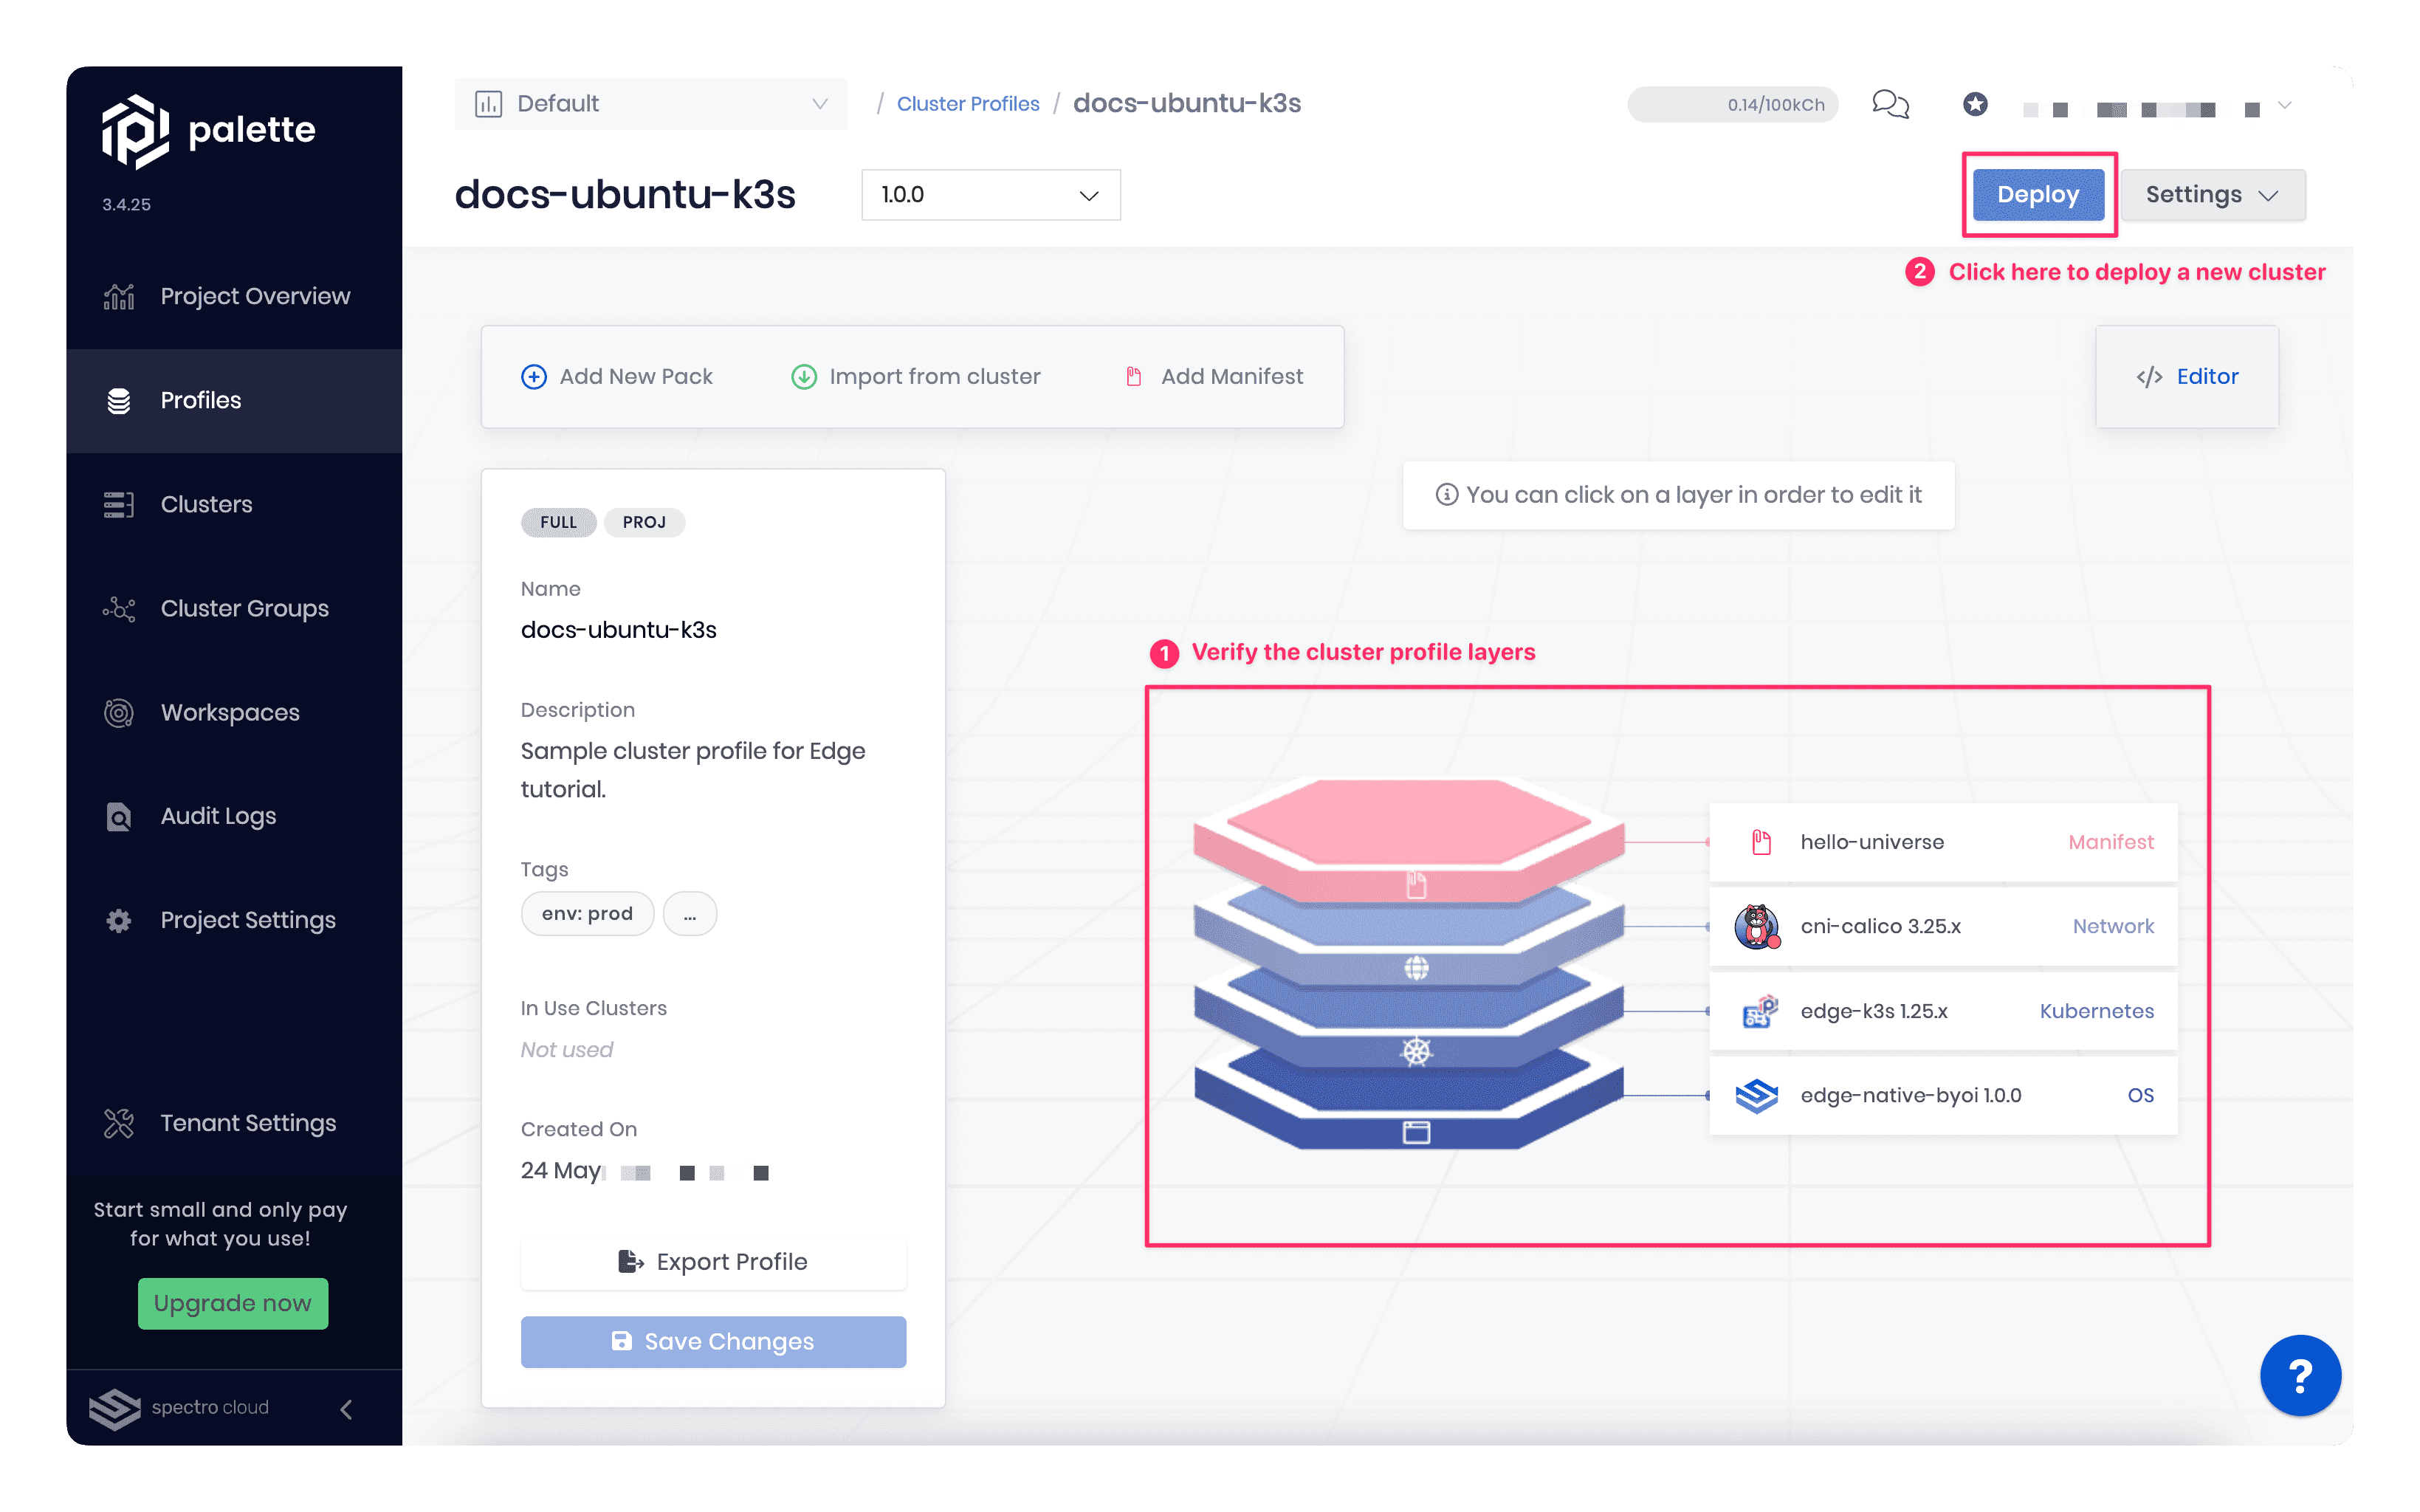 palette
3.4.25
Project Overview
Profiles
Clusters
Cluster Groups
Workspaces
Audit Logs
Project Settings
Tenant Settings
Start small and only pay
for what you use!
Upgrade now
spectro cloud
Default
/ Cluster Profiles / docs-ubuntu-k3s
0.14/100kCh
docs-ubuntu-k3s
1.0.0
Deploy
Settings
2 Click here to deploy a new cluster
Add New Pack
Import from cluster
Add Manifest
</> Editor
You can click on a layer in order to edit it
FULL
PROJ
Name
docs-ubuntu-k3s
Description
Sample cluster profile for Edge
tutorial.
Tags
env: prod
...
In Use Clusters
Not used
Created On
24 May
Export Profile
Save Changes
1 Verify the cluster profile layers
hello-universe Manifest
cni-calico 3.25.x Network
edge-k3s 1.25.x Kubernetes
edge-native-byoi 1.0.0 OS
?